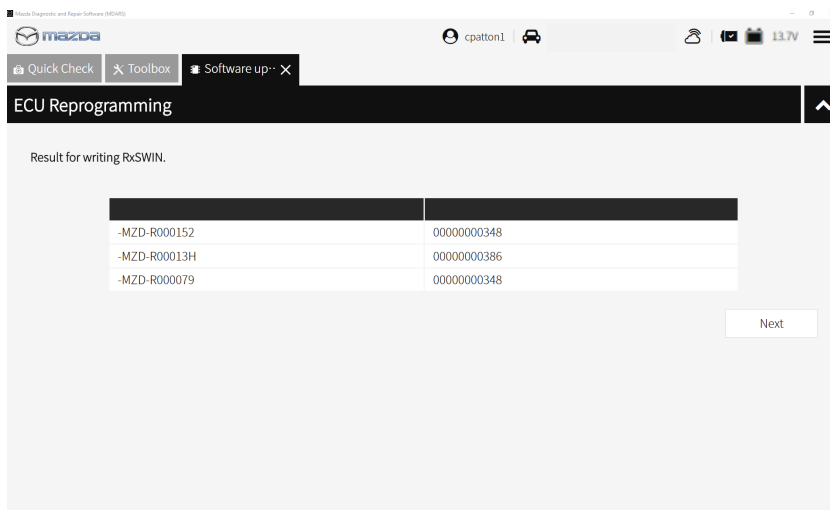 Mazda Diagnostic and Repair Software (MDARS)
mazda
cpatton1
13.7V
Quick Check
Toolbox
Software up··
ECU Reprogramming
Result for writing RxSWIN.
-MZD-R000152 00000000348
-MZD-R00013H 00000000386
-MZD-R000079 00000000348
Next